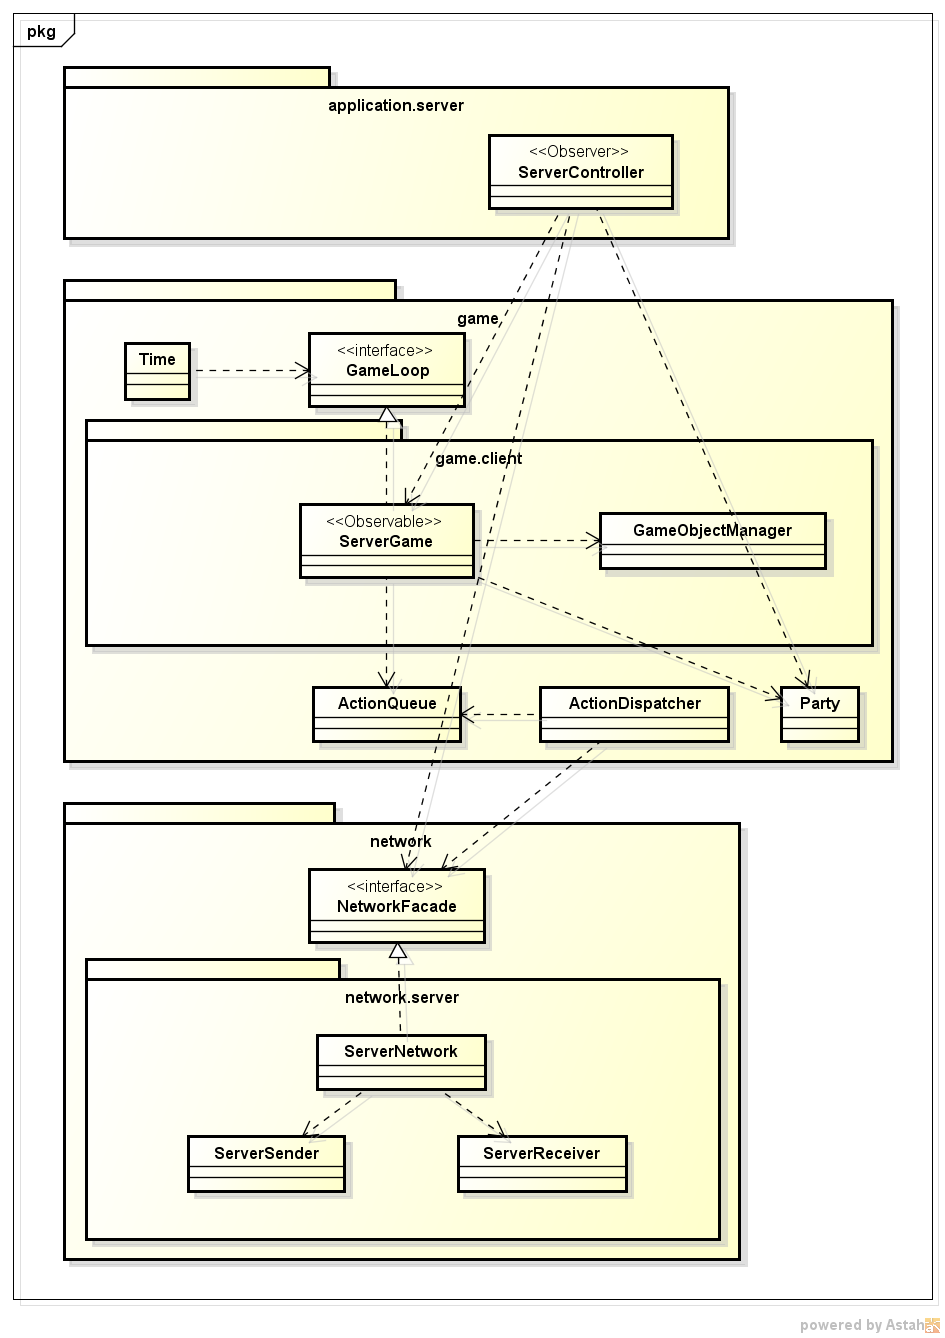 pkg
application.server
<<Observer>>
ServerController
game
Time
<<interface>>
GameLoop
game.client
<<Observable>>
ServerGame
GameObjectManager
ActionQueue
ActionDispatcher
Party
network
<<interface>>
NetworkFacade
network.server
ServerNetwork
ServerSender
ServerReceiver
powered by Astah